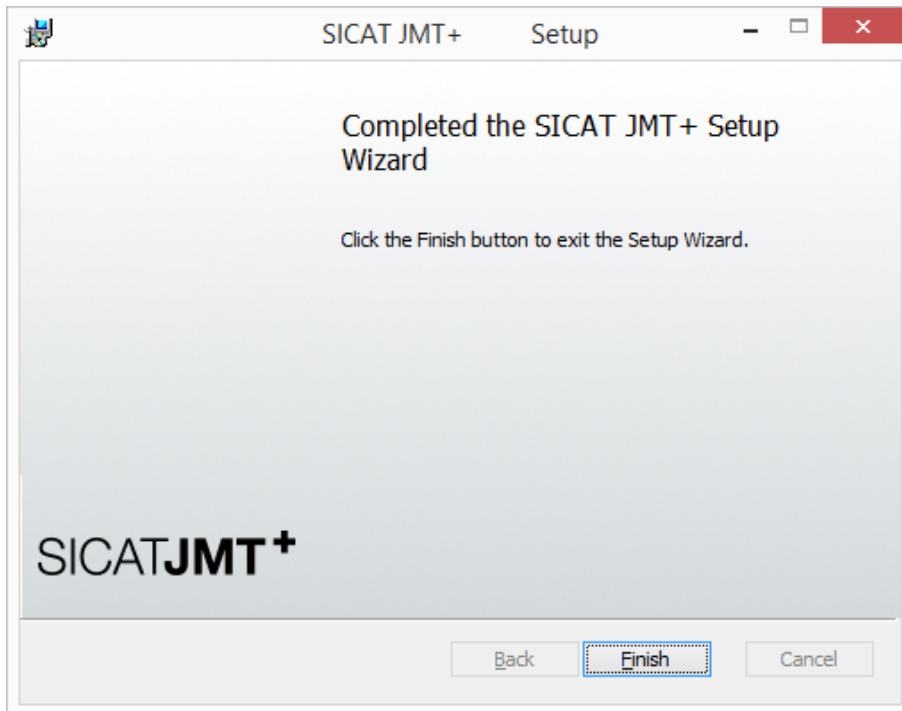 SICAT JMT+ Setup
Completed the SICAT JMT+ Setup
Wizard
Click the Finish button to exit the Setup Wizard.
SICATJMT+
Back Finish Cancel